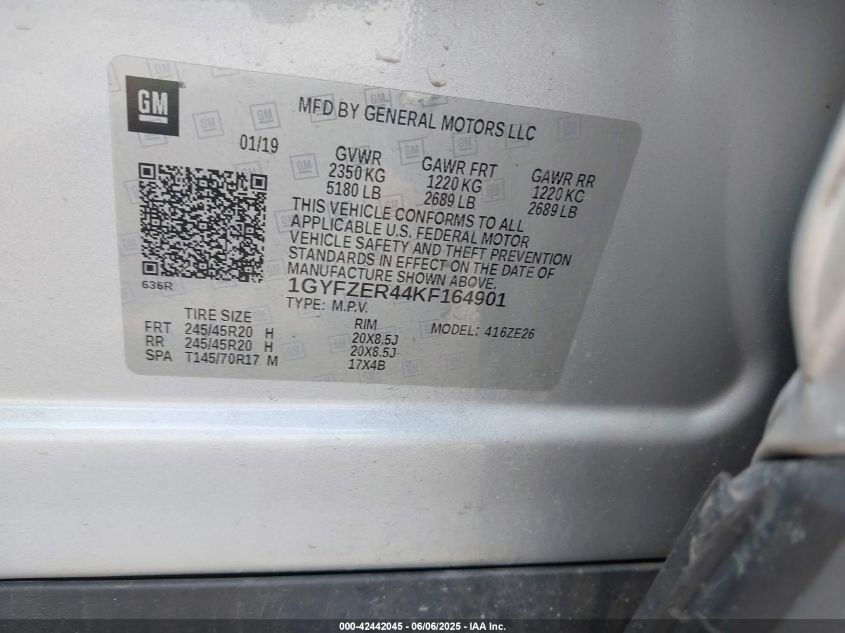 GM
MFD BY GENERAL MOTORS LLC
01/19
GVWR GAWR FRT GAWR RR
2350 KG 1220 KG 1220 KG
5180 LB 2689 LB 2689 LB
THIS VEHICLE CONFORMS TO ALL
APPLICABLE U.S. FEDERAL MOTOR
VEHICLE SAFETY AND THEFT PREVENTION
STANDARDS IN EFFECT ON THE DATE OF
MANUFACTURE SHOWN ABOVE.
636R
1GYFZER44KF164901
TYPE: M.P.V.
MODEL: 416ZE26
TIRE SIZE RIM
FRT 245/45R20 H 20X8.5J
RR 245/45R20 H 20X8.5J
SPA T145/70R17 M 17X4B
000-42442045 - 06/06/2025 - IAA Inc.